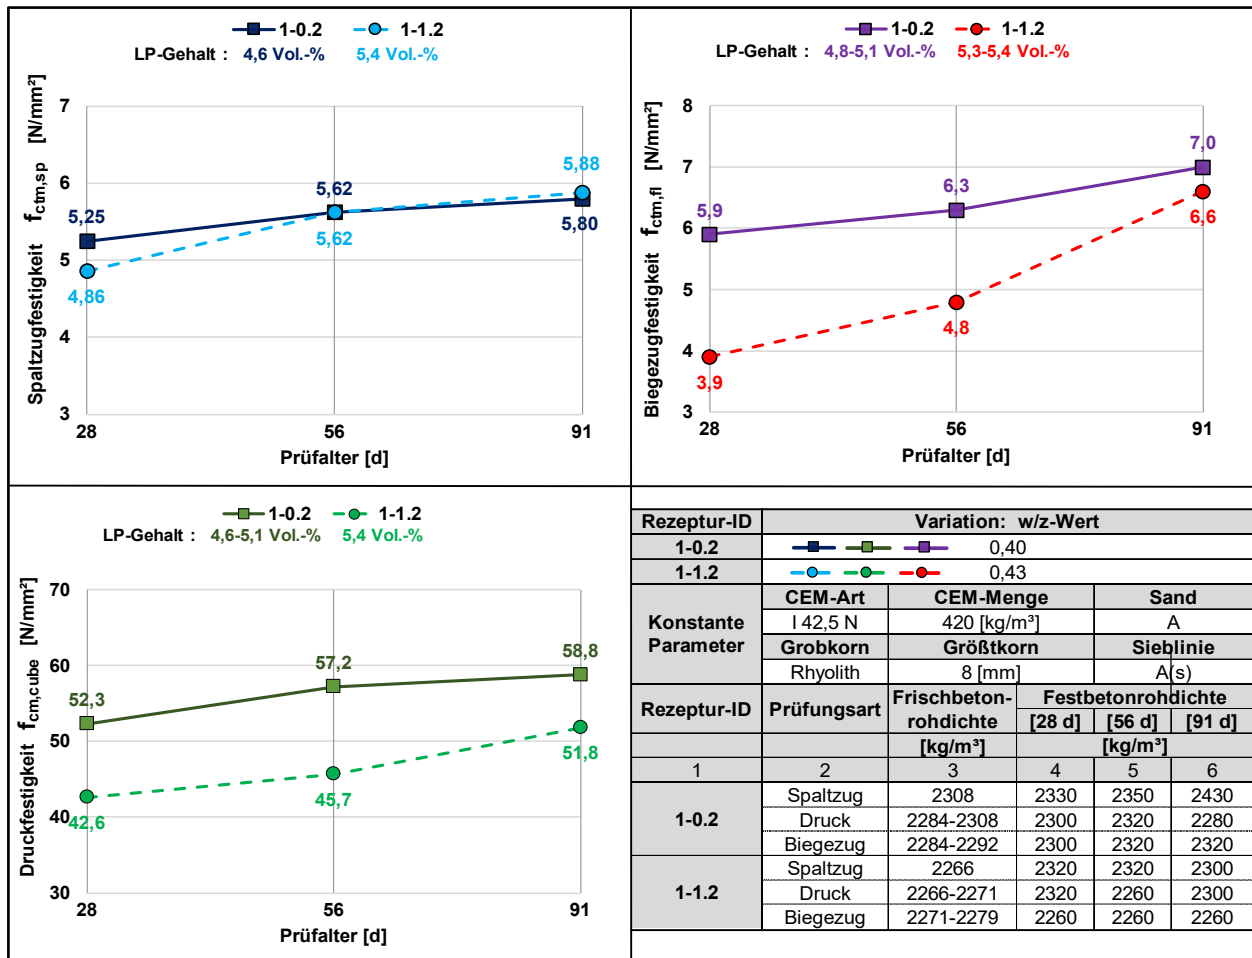 1-0.2 1-1.2
LP-Gehalt : 4,6 Vol.-% 5,4 Vol.-%
Spaltzugfestigkeit f_ctm,sp [N/mm²]
7
6
5
4
3
5,25
5,62
5,88
4,86
5,62
5,80
28 56 91
Prüfalter [d]
1-0.2 1-1.2
LP-Gehalt : 4,8-5,1 Vol.-% 5,3-5,4 Vol.-%
Biegezugfestigkeit f_ctm,fl [N/mm²]
8
7
6
5
4
3
5,9
6,3
7,0
3,9
4,8
6,6
28 56 91
Prüfalter [d]
1-0.2 1-1.2
LP-Gehalt : 4,6-5,1 Vol.-% 5,4 Vol.-%
Druckfestigkeit f_cm,cube [N/mm²]
70
60
50
40
30
52,3
57,2
58,8
42,6
45,7
51,8
28 56 91
Prüfalter [d]
Rezeptur-ID Variation: w/z-Wert
1-0.2 0,40
1-1.2 0,43
Konstante Parameter CEM-Art CEM-Menge Sand
I 42,5 N 420 [kg/m³] A
Grobkorn Größtkorn Sieblinie
Rhyolith 8 [mm] A(s)
Rezeptur-ID Prüfungsart Frischbeton-rohdichte Festbetonrohdichte
[28 d] [56 d] [91 d]
[kg/m³] [kg/m³]
1 2 3 4 5 6
1-0.2 Spaltzug 2308 2330 2350 2430
Druck 2284-2308 2300 2320 2280
Biegezug 2284-2292 2300 2320 2320
1-1.2 Spaltzug 2266 2320 2320 2300
Druck 2266-2271 2320 2260 2300
Biegezug 2271-2279 2260 2260 2260